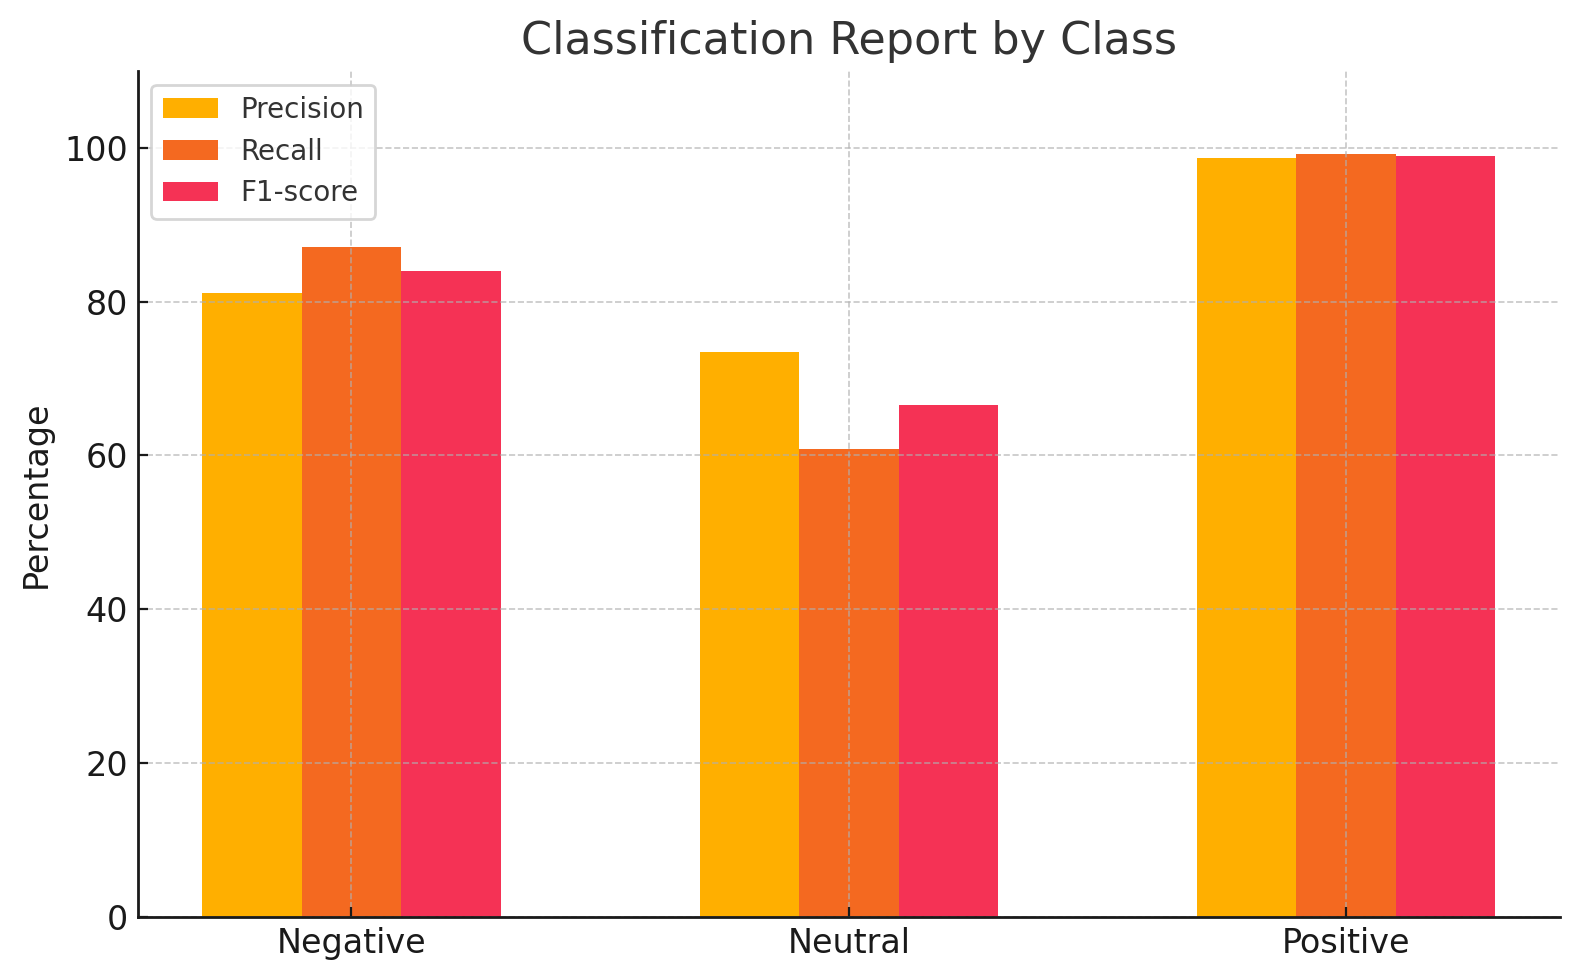 Classification Report by Class
Precision
Recall
F1-score
Percentage
100
80
60
40
20
0
Negative
Neutral
Positive